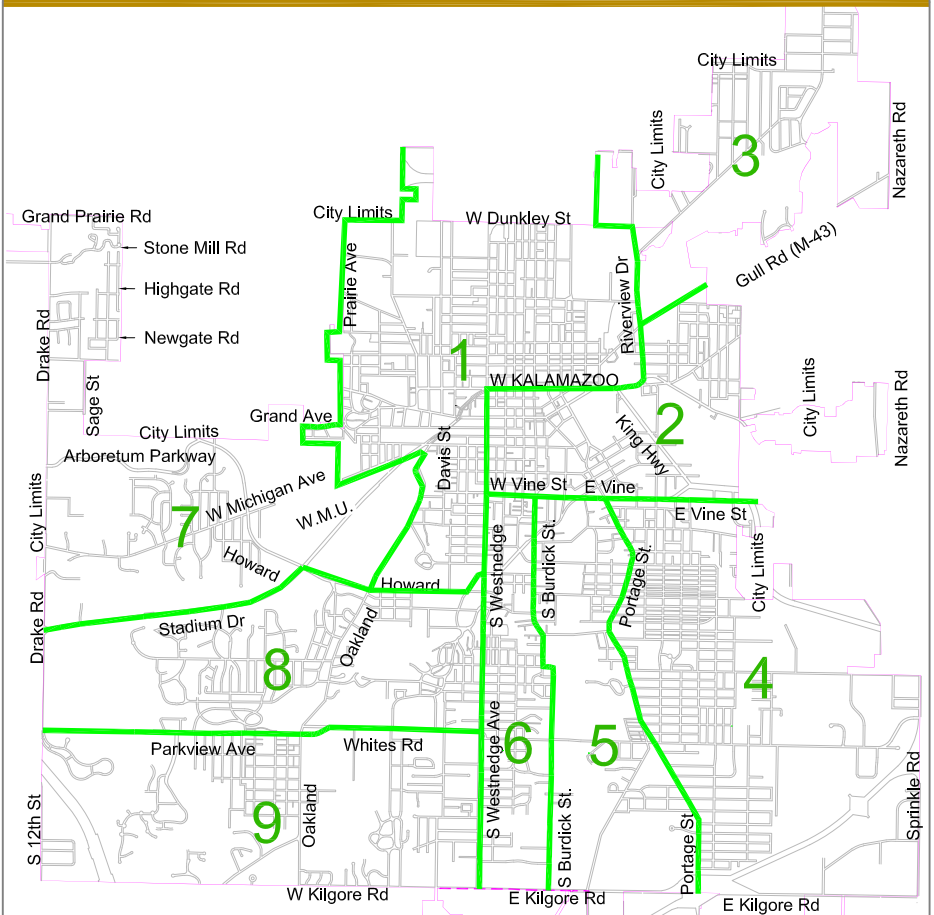 City Limits
3
City Limits
Nazareth Rd
Grand Prairie Rd
City Limits
W Dunkley St
Stone Mill Rd
Gull Rd (M-43)
Highgate Rd
Prairie Ave
Riverview Dr
Newgate Rd
Drake Rd
1
W KALAMAZOO
Sage St
Grand Ave
2
City Limits
Nazareth Rd
City Limits
Davis St
King Hwy
Arboretum Parkway
W Michigan Ave
W Vine St
E Vine
E Vine St
City Limits
7
W.M.U.
S Westnedge
S Burdick St.
Portage St.
City Limits
Howard
Howard
Drake Rd
Stadium Dr
Oakland
8
4
6
5
Parkview Ave
Whites Rd
S Westnedge Ave
S 12th St
9
Oakland
S Burdick St.
Portage St
Sprinkle Rd
W Kilgore Rd
E Kilgore Rd
E Kilgore Rd